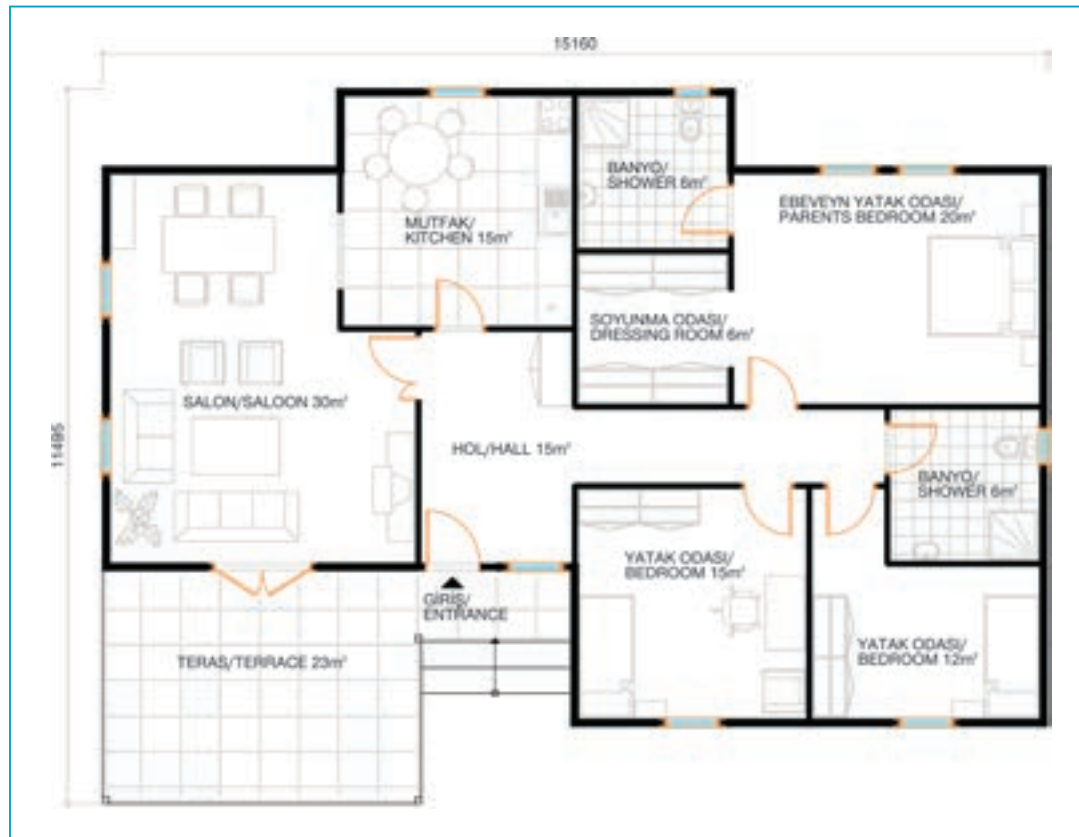 15160
11495
BANYO/
SHOWER 6m²
MUTFAK/
KITCHEN 15m²
EBEVEYN YATAK ODASI/
PARENTS BEDROOM 20m²
SOYUNMA ODASI/
DRESSING ROOM 6m²
SALON/SALOON 30m²
HOL/HALL 15m²
BANYO/
SHOWER 6m²
YATAK ODASI/
BEDROOM 15m²
GİRİŞ/
ENTRANCE
YATAK ODASI/
BEDROOM 12m²
TERAS/TERRACE 23m²